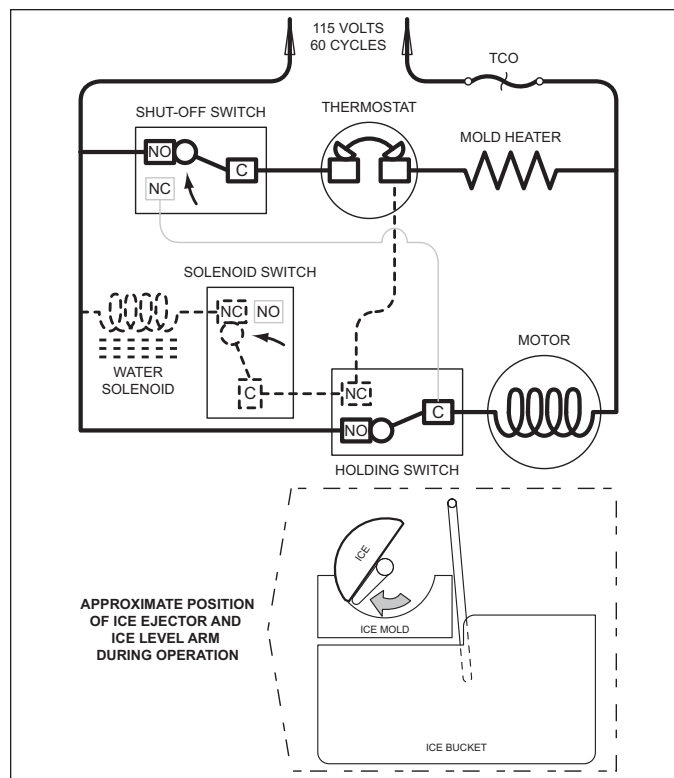 115 VOLTS
60 CYCLES
TCO
SHUT-OFF SWITCH
THERMOSTAT
MOLD HEATER
NO
C
NC
SOLENOID SWITCH
NC
NO
MOTOR
WATER
SOLENOID
C
NC
C
NO
HOLDING SWITCH
ICE
APPROXIMATE POSITION
OF ICE EJECTOR AND
ICE LEVEL ARM
DURING OPERATION
ICE MOLD
ICE BUCKET